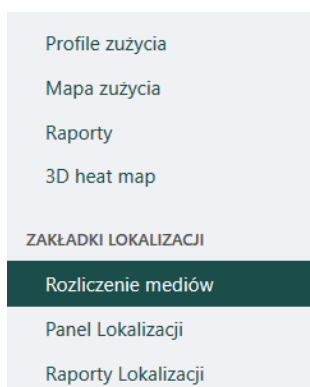 Profile zużycia
Mapa zużycia
Raporty
3D heat map
ZAKŁADKI LOKALIZACJI
Rozliczenie mediów
Panel Lokalizacji
Raporty Lokalizacji